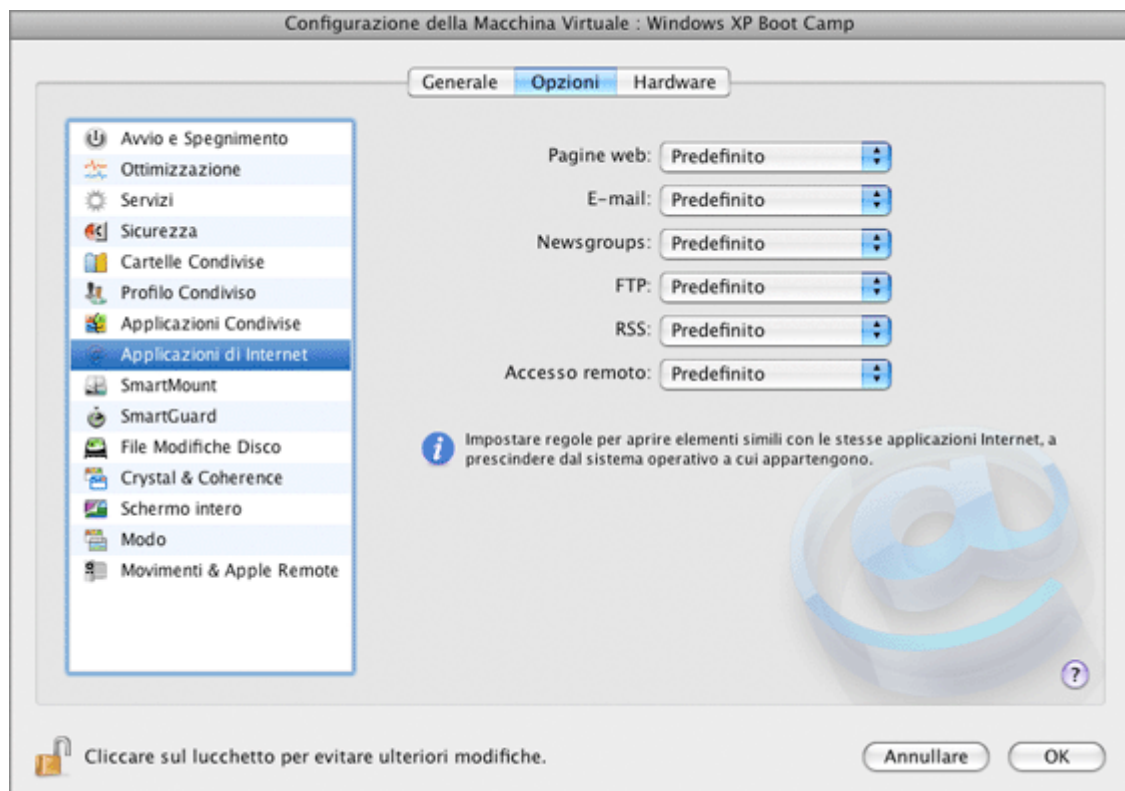 Configurazione della Macchina Virtuale : Windows XP Boot Camp
Generale
Opzioni
Hardware
Avvio e Spegnimento
Ottimizzazione
Servizi
Sicurezza
Cartelle Condivise
Profilo Condiviso
Applicazioni Condivise
Applicazioni di Internet
SmartMount
SmartGuard
File Modifiche Disco
Crystal & Coherence
Schermo intero
Modo
Movimenti & Apple Remote
Pagine web: Predefinito
E-mail: Predefinito
Newsgroups: Predefinito
FTP: Predefinito
RSS: Predefinito
Accesso remoto: Predefinito
Impostare regole per aprire elementi simili con le stesse applicazioni Internet, a
prescindere dal sistema operativo a cui appartengono.
?
Cliccare sul lucchetto per evitare ulteriori modifiche.
Annullare
OK